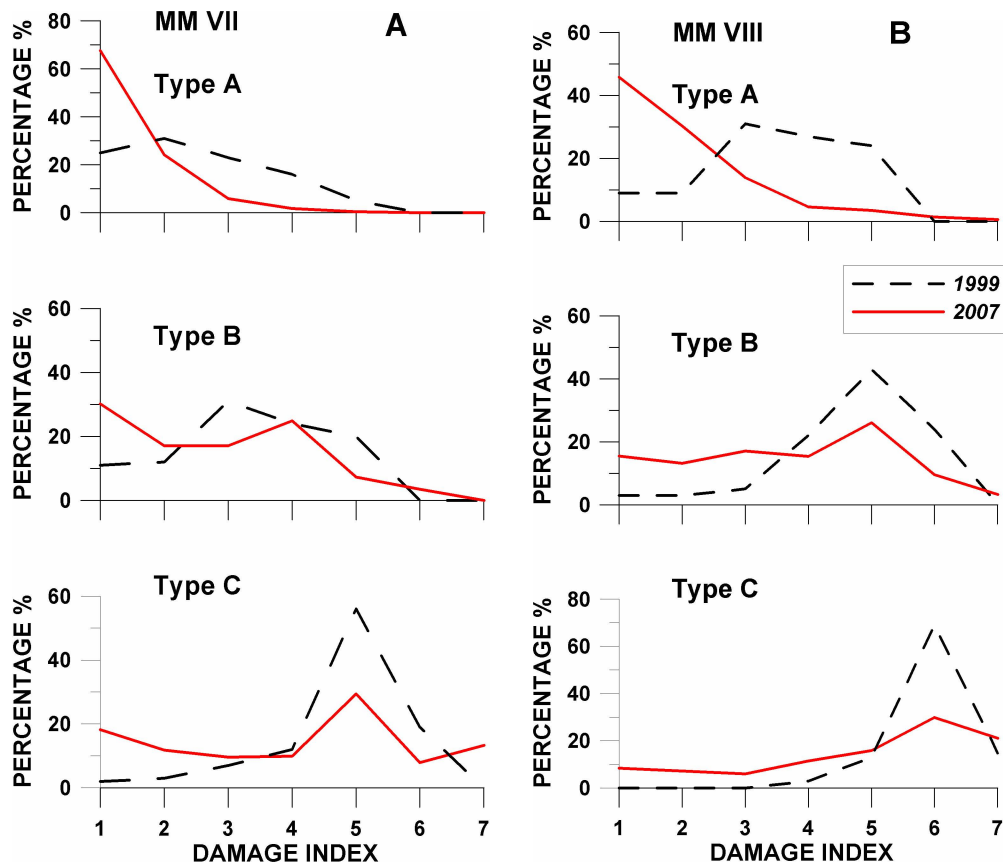 MM VII
A
Type A
PERCENTAGE %
80
60
40
20
0
Type B
PERCENTAGE %
60
40
20
0
Type C
PERCENTAGE %
60
40
20
0
1 2 3 4 5 6 7
DAMAGE INDEX
MM VIII
B
Type A
PERCENTAGE %
60
40
20
0
1999
2007
Type B
PERCENTAGE %
60
40
20
0
Type C
PERCENTAGE %
80
60
40
20
0
1 2 3 4 5 6 7
DAMAGE INDEX